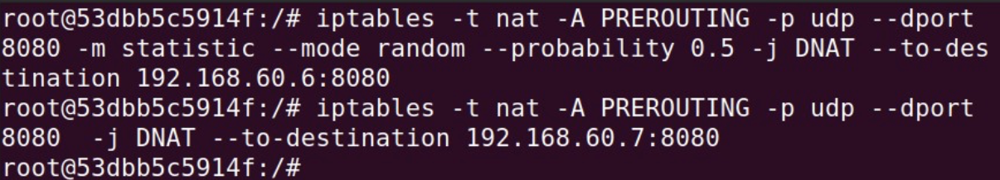 root@53dbb5c5914f:/# iptables -t nat -A PREROUTING -p udp --dport
8080 -m statistic --mode random --probability 0.5 -j DNAT --to-des
tination 192.168.60.6:8080
root@53dbb5c5914f:/# iptables -t nat -A PREROUTING -p udp --dport
8080  -j DNAT --to-destination 192.168.60.7:8080
root@53dbb5c5914f:/#